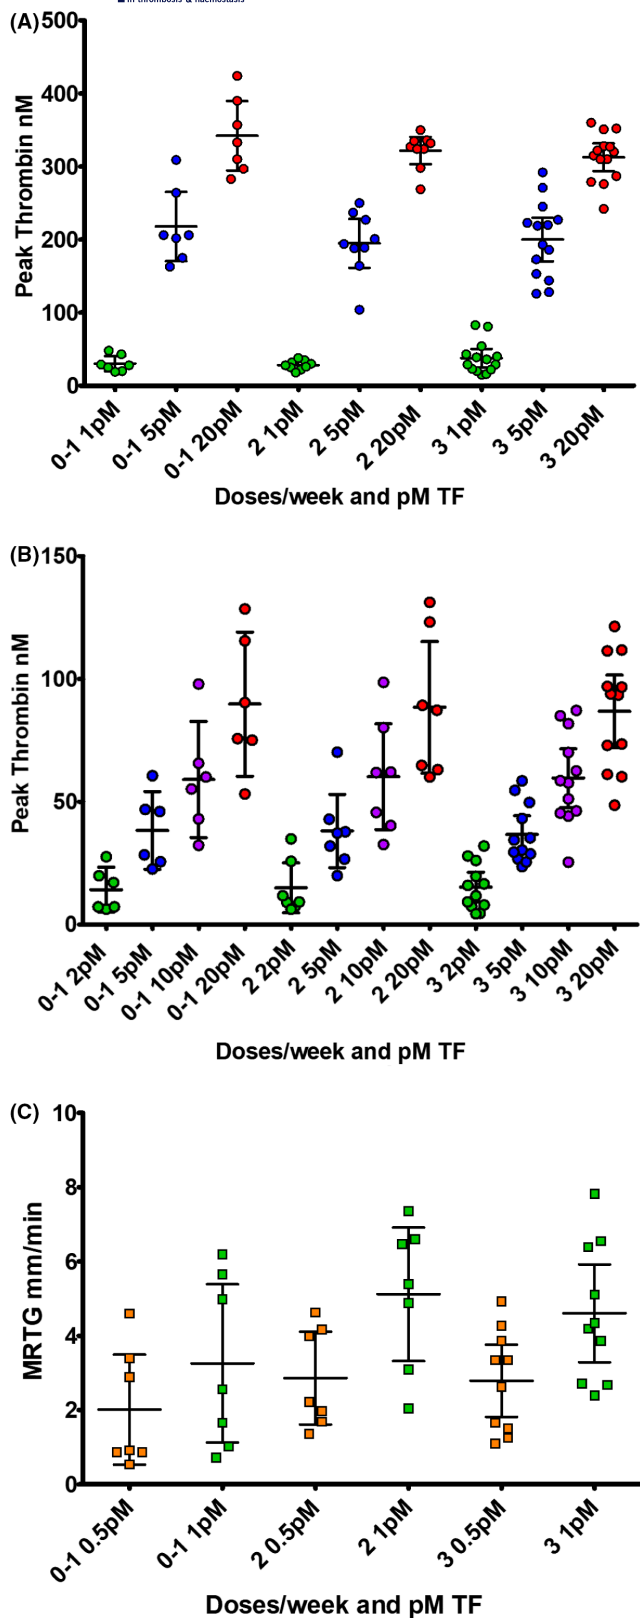 in thrombosis & haemostasis
(A)
500
400
300
200
100
0
Peak Thrombin nM
0-1 1pM
0-1 5pM
0-1 20pM
2 1pM
2 5pM
2 20pM
3 1pM
3 5pM
3 20pM
Doses/week and pM TF
(B)
150
100
50
0
Peak Thrombin nM
0-1 2pM
0-1 5pM
0-1 10pM
0-1 20pM
2 2pM
2 5pM
2 10pM
2 20pM
3 2pM
3 5pM
3 10pM
3 20pM
Doses/week and pM TF
(C)
10
8
6
4
2
0
MRTG mm/min
0-1 0.5pM
0-1 1pM
2 0.5pM
2 1pM
3 0.5pM
3 1pM
Doses/week and pM TF